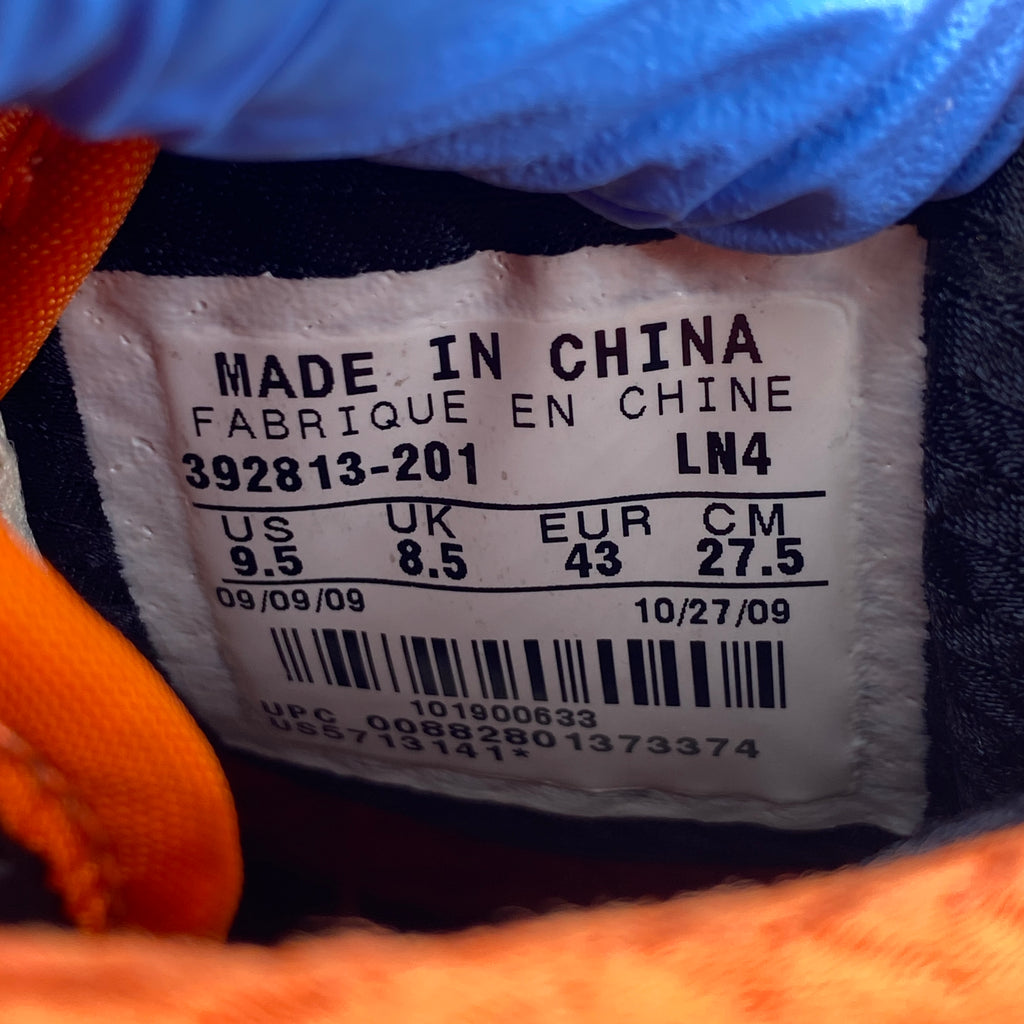 MADE IN CHINA
FABRIQUE EN CHINE
392813-201 LN4
US UK EUR CM
9.5 8.5 43 27.5
09/09/09 10/27/09
101900633
UPC 00882801373374
US5713141*